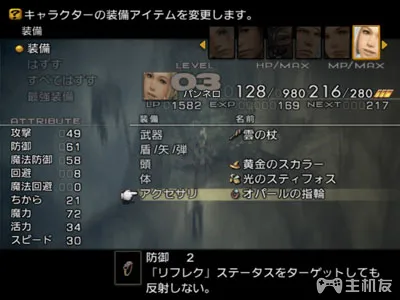 キャラクターの装備アイテムを変更します。
装備
装備
はずす
すべてはずす
最強装備
LEVEL HP/MAX MP/MAX
03 128/980 216/280
パンネロ
LP 1582 EXP 169 NEXT 217
ATTRIBUTE
攻撃 49
防御 61
魔法防御 58
回避 8
魔法回避 0
ちから 21
魔力 72
活力 34
スピード 30
装備 名前
武器 雲の杖
盾/矢/弾
頭 黄金のスカラー
体 光のスティフォス
アクセサリ オパールの指輪
防御 2
「リフレク」ステータスをターゲットしても
反射しない。
主机友